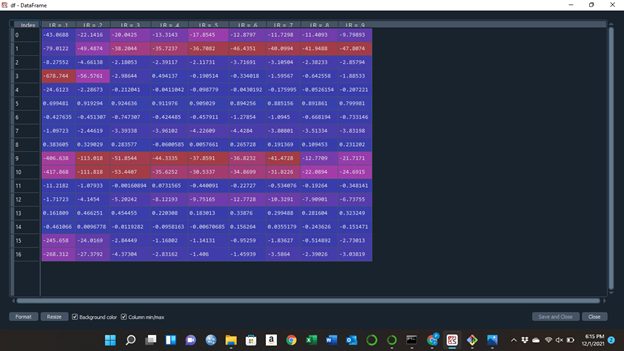 df - DataFrame
Index LR = .1 LR = .2 LR = .3 LR = .4 LR = .5 LR = .6 LR = .7 LR = .8 LR = .9
0 -43.0688 -22.1416 -20.0425 -13.3143 -17.8545 -12.8797 -11.7298 -11.4093 -9.79893
1 -79.0122 -49.4874 -38.2044 -35.7237 -36.7082 -46.4351 -40.0994 -41.9488 -47.8074
2 -8.27552 -4.66138 -2.18053 -2.39117 -2.11731 -3.71691 -3.10504 -2.38233 -2.85794
3 -678.744 -56.5761 -2.98644 0.494137 -0.190514 -0.334018 -1.59567 -0.642558 -1.88533
4 -24.6123 -2.28673 -0.212041 -0.0411042 -0.098779 -0.0430192 -0.175995 -0.0526154 -0.207221
5 0.699481 0.919294 0.924636 0.911976 0.905029 0.894256 0.885156 0.891861 0.799981
6 -0.427635 -0.451307 -0.747307 -0.424485 -0.457911 -1.27854 -1.0945 -0.668194 -0.733146
7 -1.09723 -2.44619 -3.39338 -3.96102 -4.22609 -4.4284 -3.80801 -3.51334 -3.83198
8 0.383605 0.329029 0.283577 -0.0600585 0.0057661 0.265728 0.191369 0.109453 0.231202
9 -406.638 -113.018 -51.8544 -44.3335 -37.8591 -36.8232 -41.4728 -12.7709 -21.7171
10 -417.868 -111.818 -53.4407 -35.6252 -30.5337 -34.8699 -31.8226 -22.0894 -24.6915
11 -11.2182 -1.07933 -0.00160894 0.0731565 -0.440091 -0.22727 -0.534076 -0.19264 -0.348141
12 -1.71723 -4.1454 -5.20242 -8.12193 -9.75165 -12.7728 -10.3291 -7.90901 -6.73755
13 0.161809 0.466251 0.454455 0.220308 0.183013 0.33876 0.299488 0.281604 0.323249
14 -0.461066 0.0096778 -0.0119282 -0.0958163 -0.00670685 0.156264 0.0355179 -0.243626 -0.151471
15 -245.658 -24.0169 -2.84449 -1.16802 -1.14131 -0.95259 -1.83627 -0.514892 -2.73013
16 -268.312 -27.3792 -4.37304 -2.83162 -1.406 -1.45939 -3.5864 -2.39026 -3.03819
Format Resize Background color Column min/max Save and Close Close
6:15 PM
12/1/2021